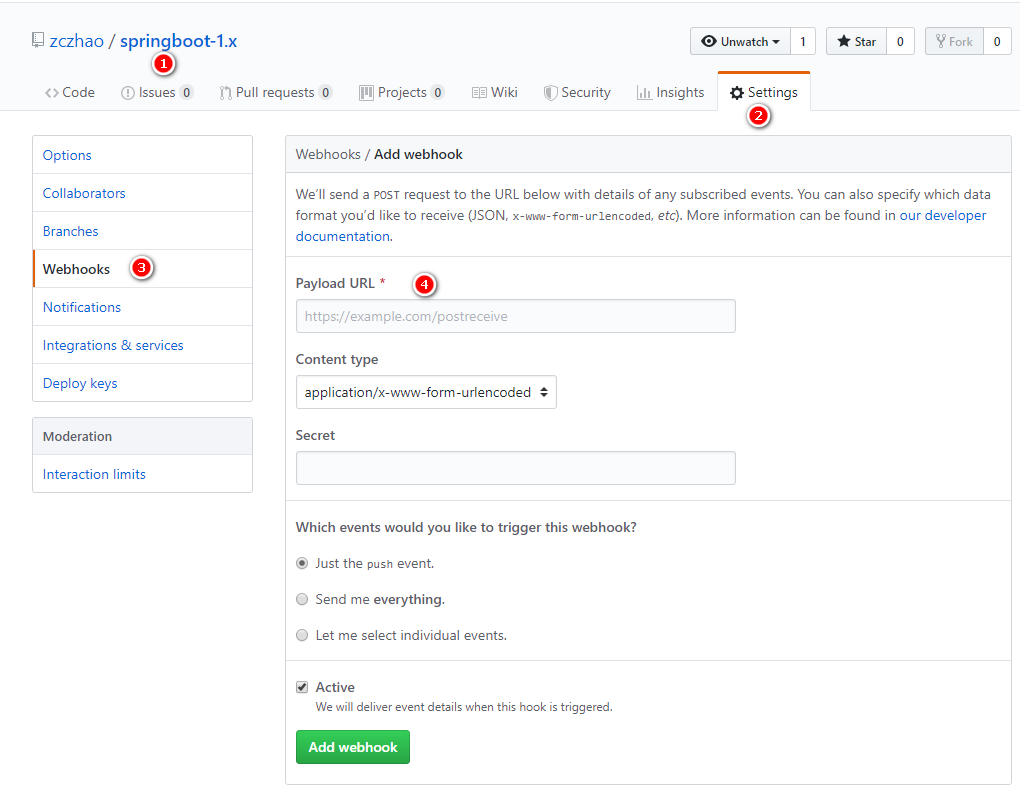 zczhao / springboot-1.x
Unwatch 1 Star 0 Fork 0
1
Code Issues 0 Pull requests 0 Projects 0 Wiki Security Insights Settings
2
Options
Collaborators
Branches
Webhooks 3
Notifications
Integrations & services
Deploy keys
Moderation
Interaction limits
Webhooks / Add webhook
We’ll send a POST request to the URL below with details of any subscribed events. You can also specify which data
format you’d like to receive (JSON, x-www-form-urlencoded, etc). More information can be found in our developer
documentation.
Payload URL * 4
https://example.com/postreceive
Content type
application/x-www-form-urlencoded
Secret
Which events would you like to trigger this webhook?
Just the push event.
Send me everything.
Let me select individual events.
Active
We will deliver event details when this hook is triggered.
Add webhook